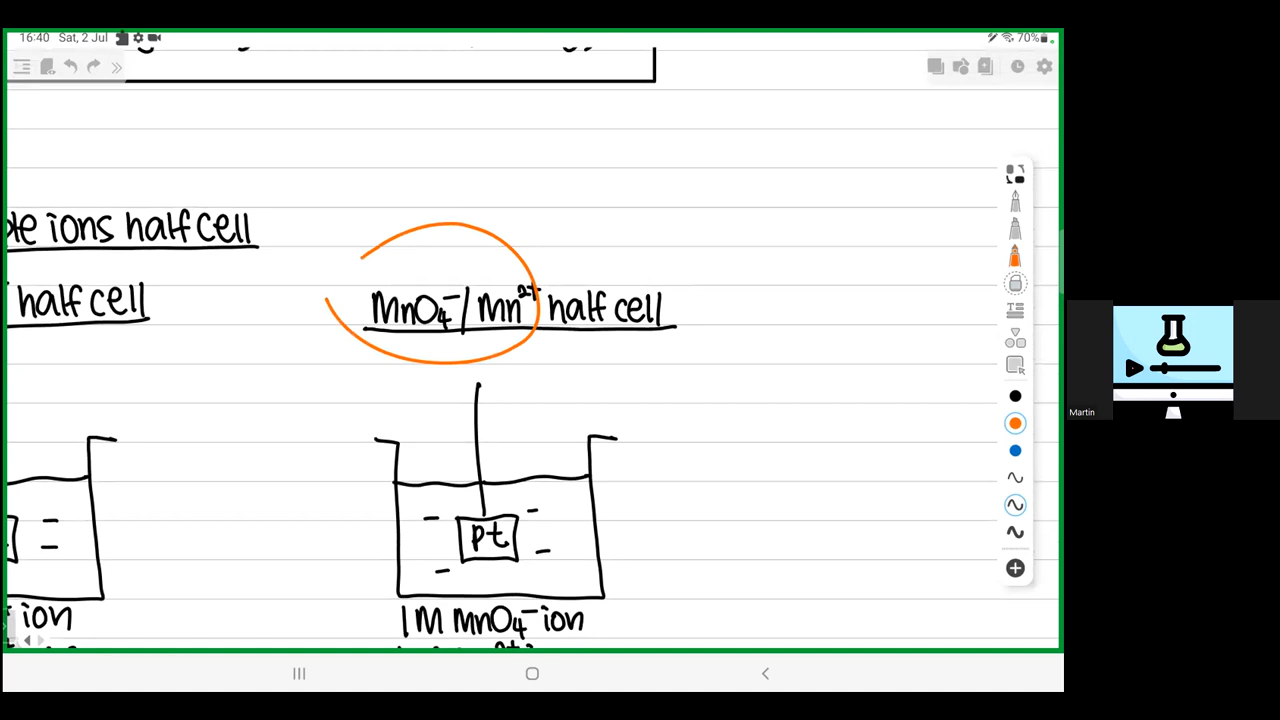 16:40 Sat, 2 Jul
70%
ions half cell
half cell
MnO₄⁻/Mn²⁺ half cell
Pt
ion
1M MnO₄⁻ ion
Martin